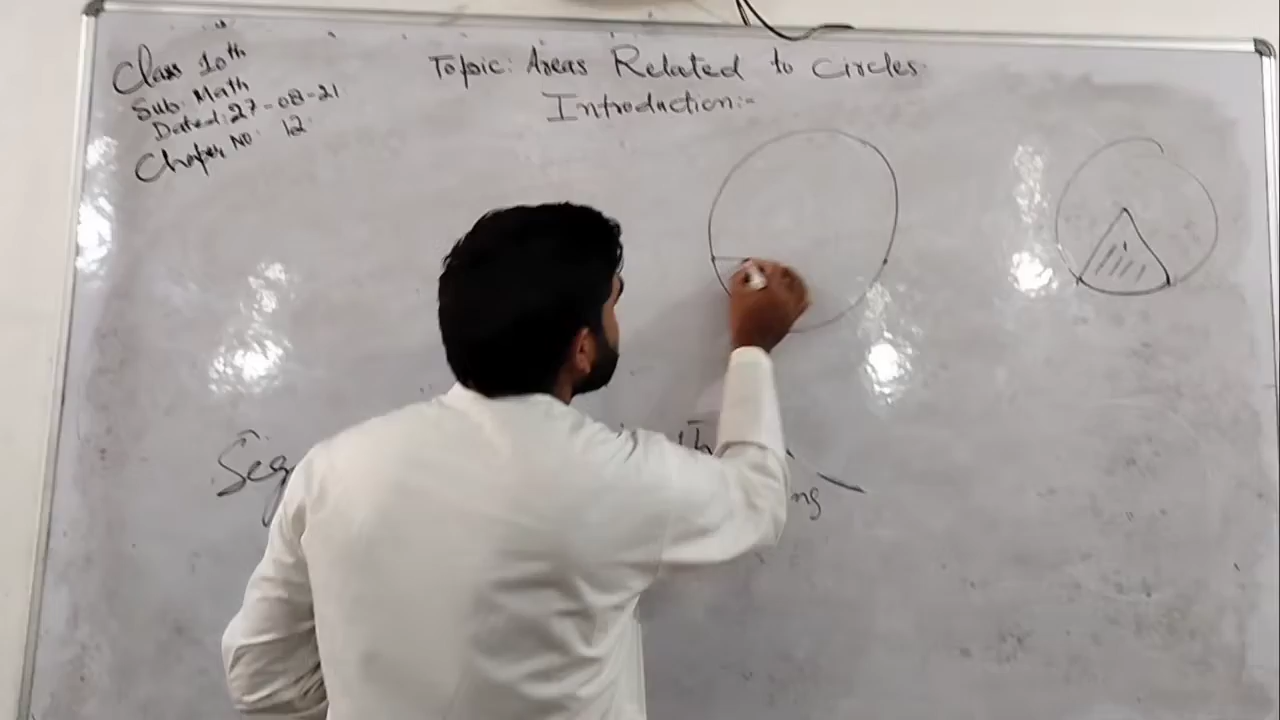 Class 10th
Sub: Math
Dated: 27-08-21
Chapter No: 12
Topic: Areas Related to Circles
Introduction:-
Seg